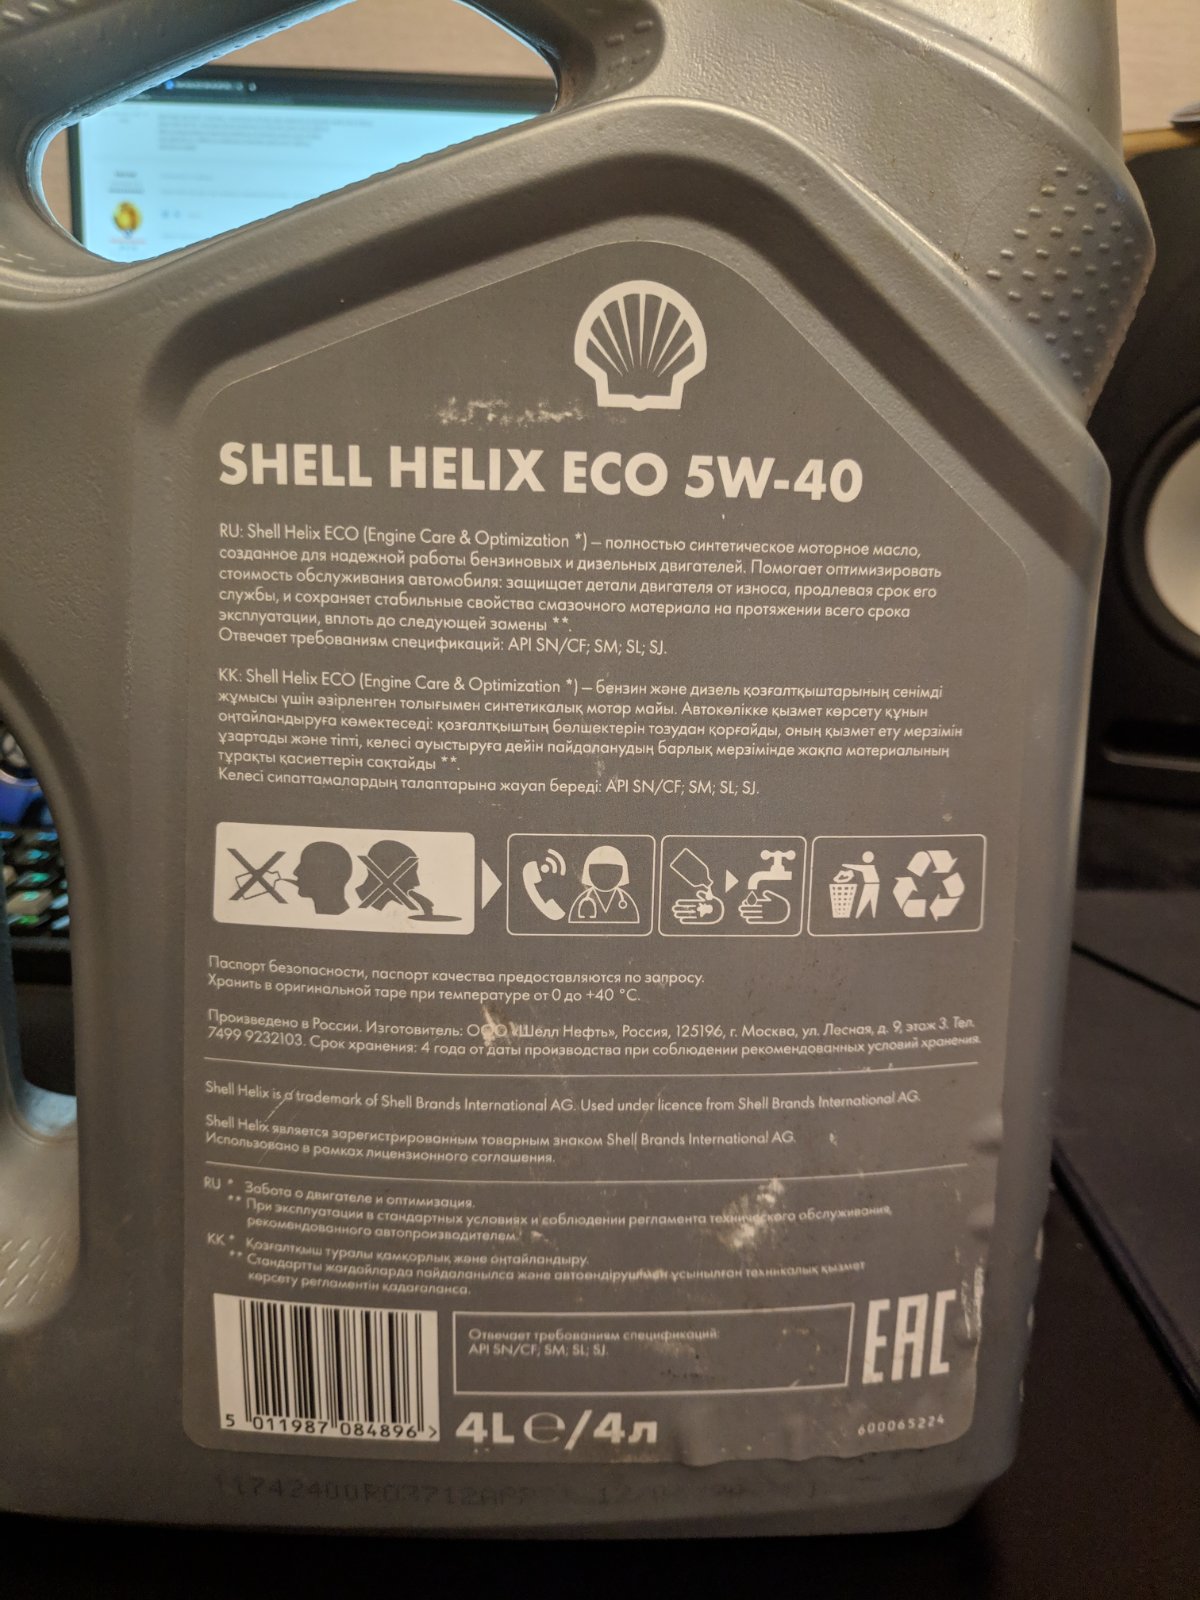 SHELL HELIX ECO 5W-40
RU: Shell Helix ECO (Engine Care & Optimization *) – полностью синтетическое моторное масло,
созданное для надежной работы бензиновых и дизельных двигателей. Помогает оптимизировать
стоимость обслуживания автомобиля: защищает детали двигателя от износа, продлевая срок его
службы, и сохраняет стабильные свойства смазочного материала на протяжении всего срока
эксплуатации, вплоть до следующей замены **.
Отвечает требованиям спецификаций: API SN/CF; SM; SL; SJ.
KK: Shell Helix ECO (Engine Care & Optimization *) – бензин және дизель қозғалтқыштарының сенімді
жұмысы үшін әзірленген толығымен синтетикалық мотор майы. Автокөлікке қызмет көрсету құнын
оңтайландыруға көмектеседі: қозғалтқыштың бөлшектерін тозудан қорғайды, оның қызмет ету мерзімін
ұзартады және тіпті, келесі ауыстыруға дейін пайдаланудың барлық мерзімінде жақпа материалының
тұрақты қасиеттерін сақтайды **.
Келесі сипаттамалардың талаптарына жауап береді: API SN/CF; SM; SL; SJ.
Паспорт безопасности, паспорт качества предоставляются по запросу.
Хранить в оригинальной таре при температуре от 0 до +40 °C.
Произведено в России. Изготовитель: ООО «Шелл Нефть», Россия, 125196, г. Москва, ул. Лесная, д. 9, этаж 3. Тел.
7499 9232103. Срок хранения: 4 года от даты производства при соблюдении рекомендованных условий хранения.
Shell Helix is a trademark of Shell Brands International AG. Used under licence from Shell Brands International AG.
Shell Helix является зарегистрированным товарным знаком Shell Brands International AG.
Использовано в рамках лицензионного соглашения.
RU * Забота о двигателе и оптимизация.
** При эксплуатации в стандартных условиях и соблюдении регламента технического обслуживания,
рекомендованного автопроизводителем.
KK * Қозғалтқыш туралы қамқорлық және оңтайландыру.
** Стандартты жағдайларда пайдаланылса және автоөндірушімен ұсынылған техникалық қызмет
көрсету регламентін қадағаласа.
Отвечает требованиям спецификаций:
API SN/CF; SM; SL; SJ.
EAC
5 011987 084896 >
4L ℮/4л
600065224